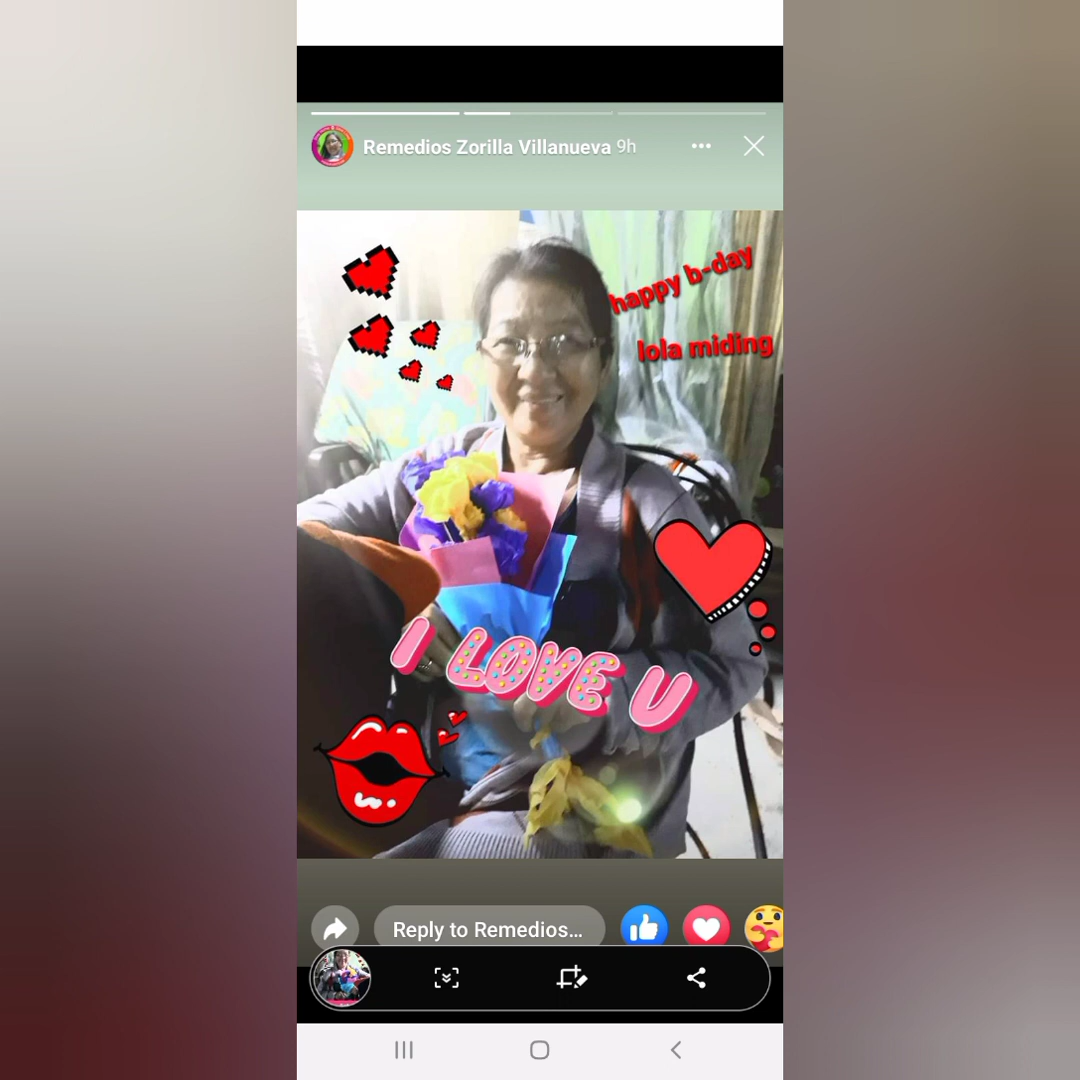 Remedios Zorilla Villanueva 9h
happy b-day
lola miding
I LOVE U
Reply to Remedios...